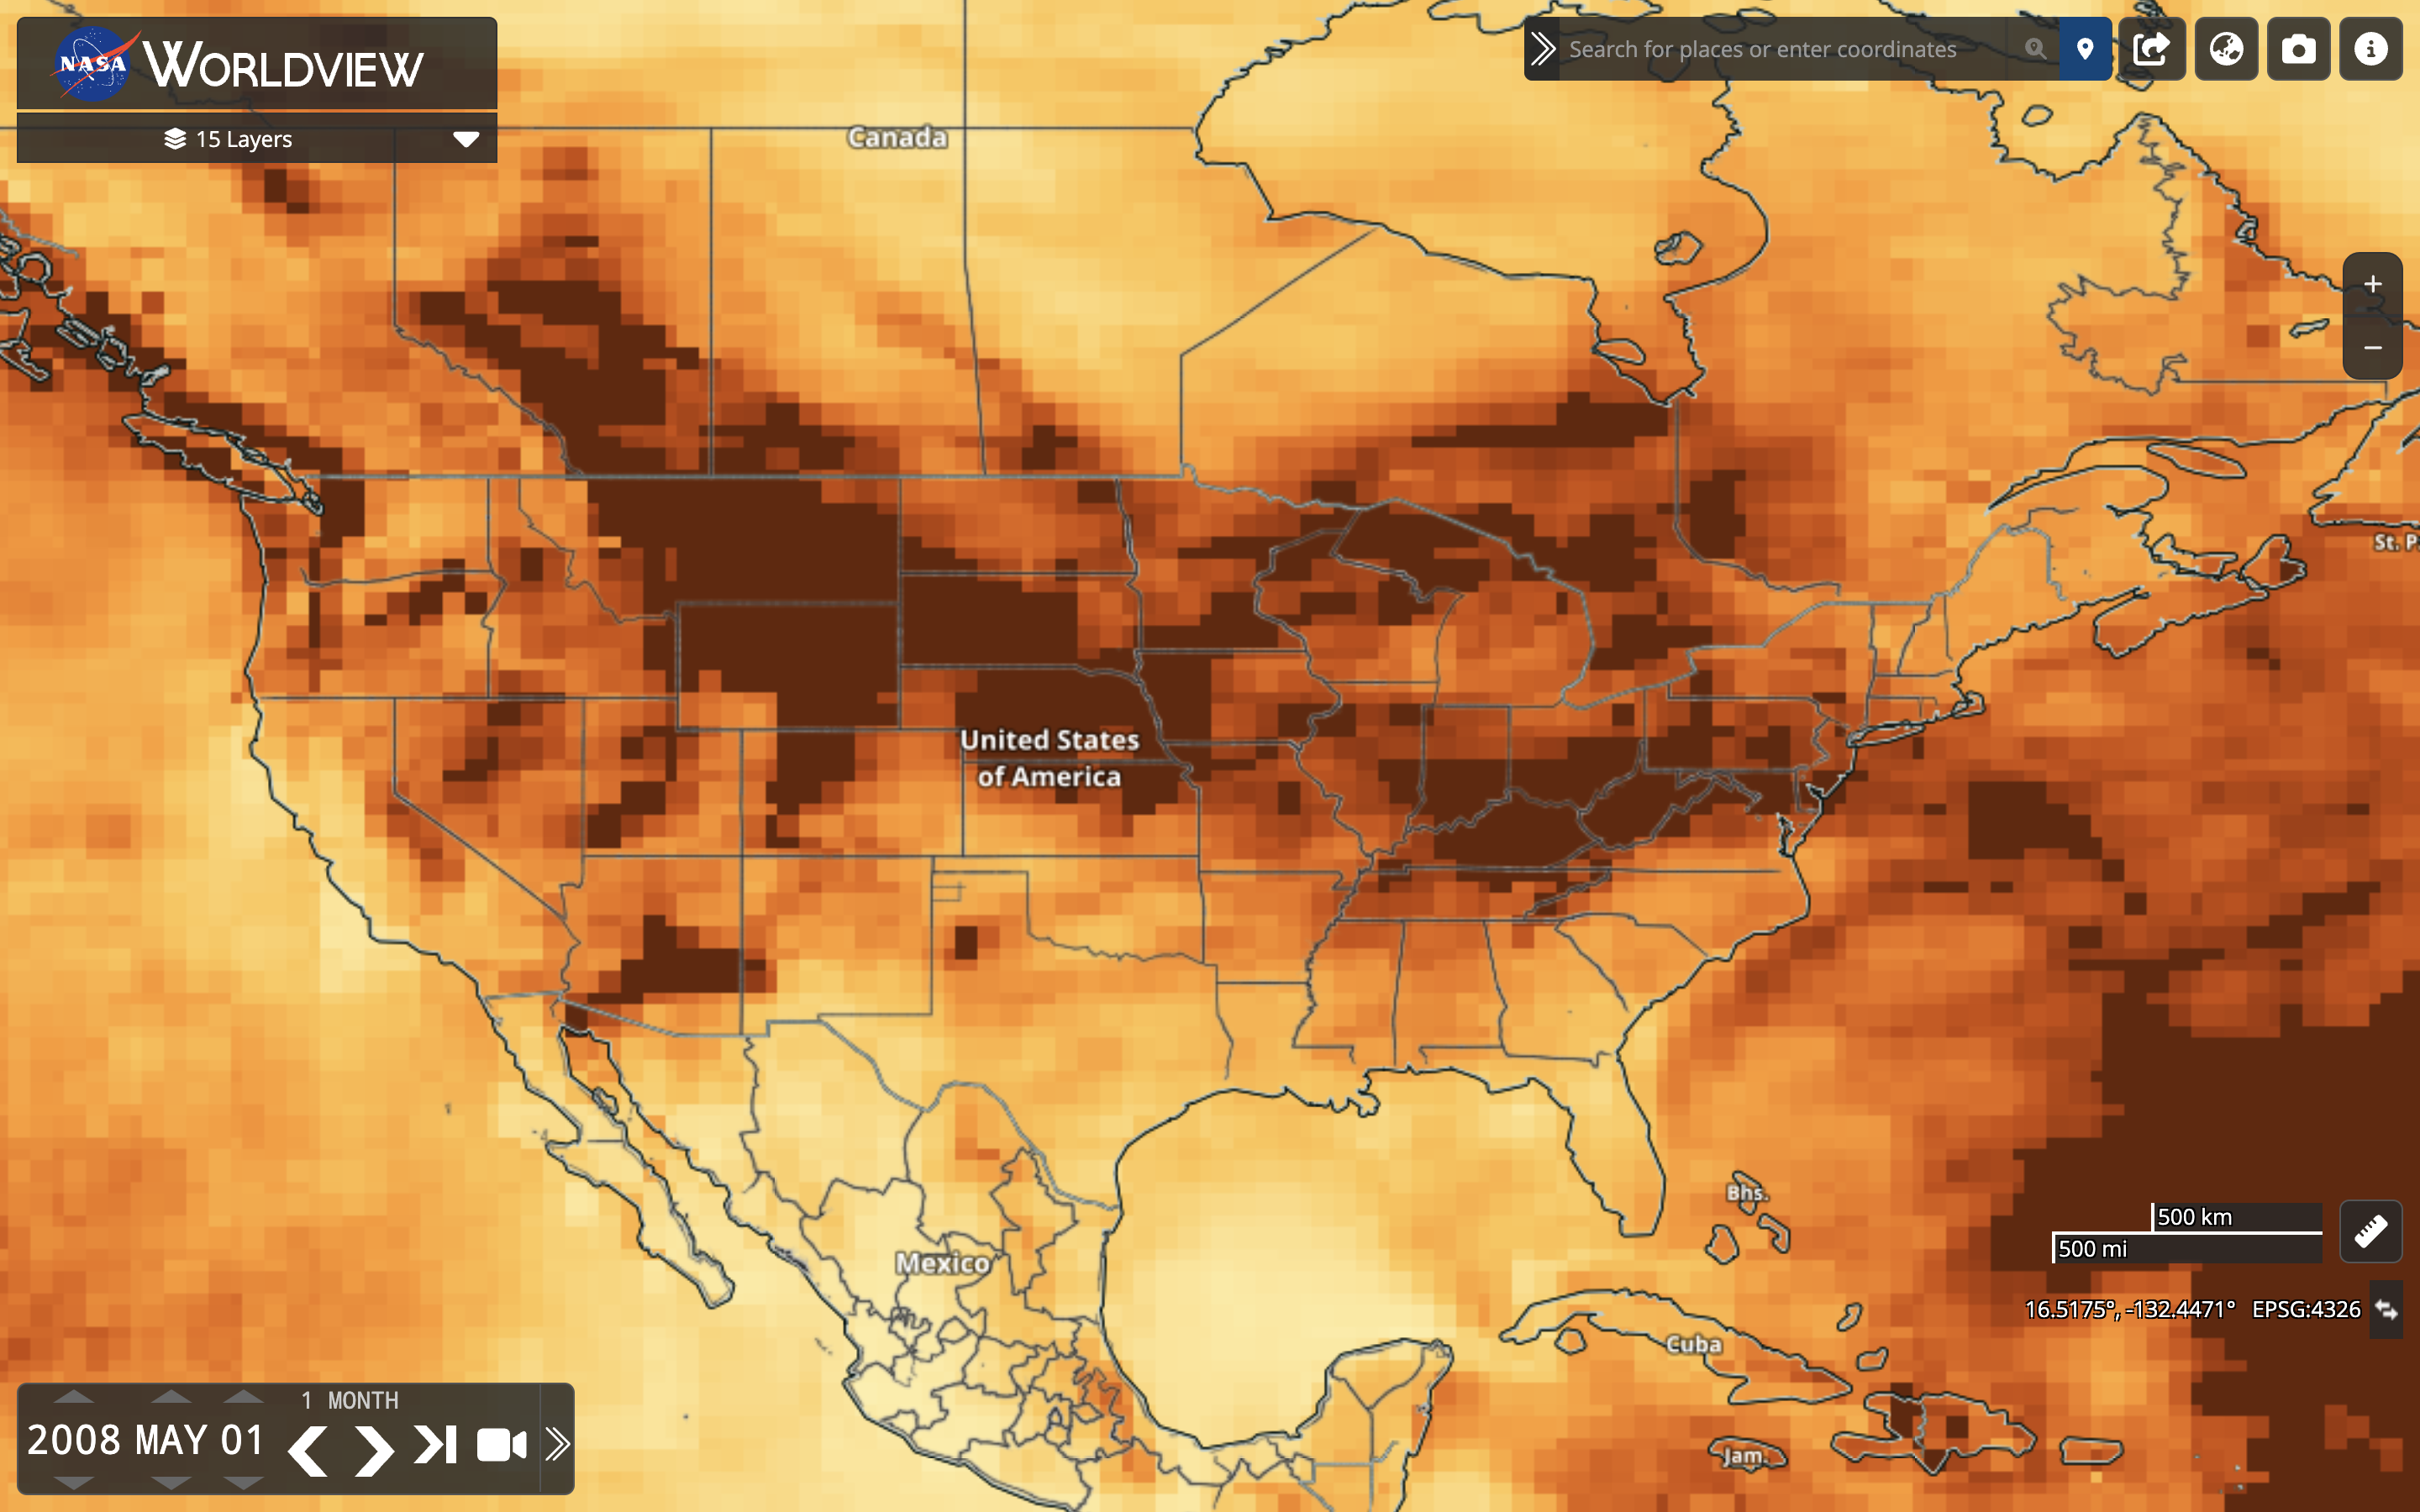 NASA
WORLDVIEW
15 Layers
Search for places or enter coordinates
Canada
St. P
United States
of America
Mexico
Bhs.
Cuba
Jam.
500 km
500 mi
16.5175°, -132.4471° EPSG:4326
1 MONTH
2008 MAY 01